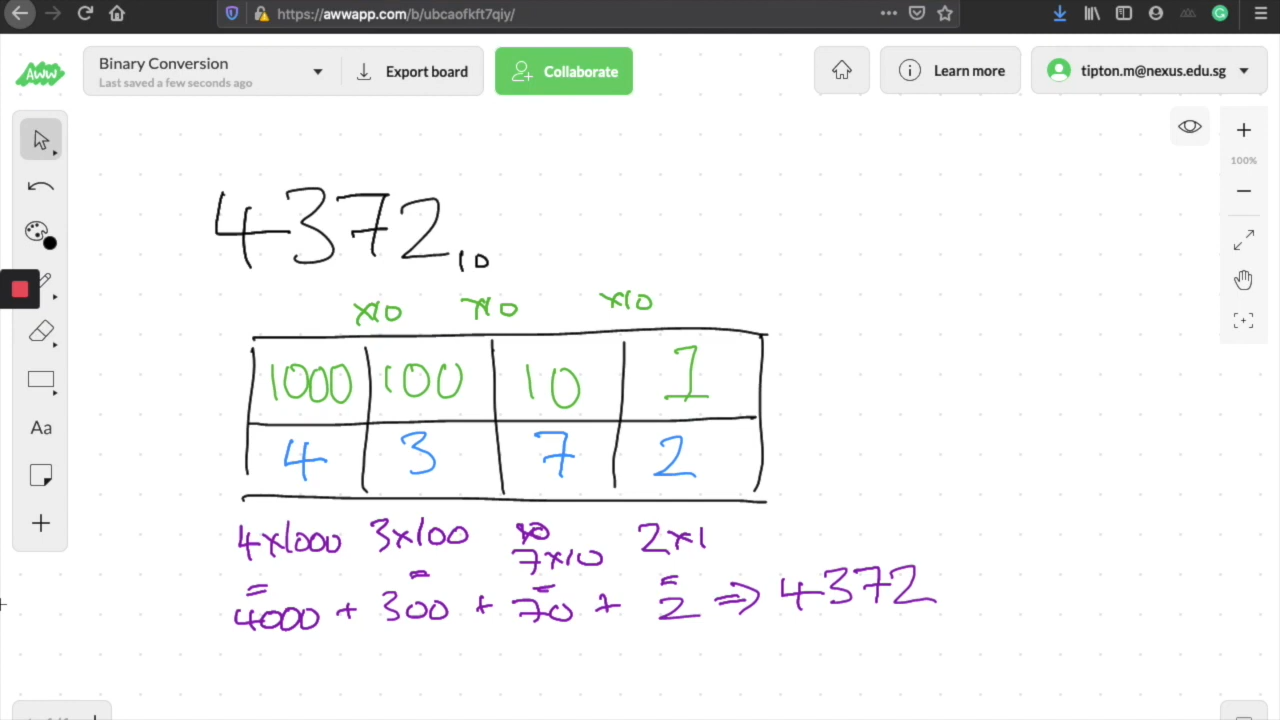 https://awwapp.com/b/ubcaofkft7qiy/
AWW
Binary Conversion
Last saved a few seconds ago
Export board
Collaborate
Learn more
tipton.m@nexus.edu.sg
100%
Aa
4372₁₀
x10 x10 x10
1000 100 10 1
4 3 7 2
4x1000 3x100 7x10 2x1
= = = =
4000 + 300 + 70 + 2 => 4372